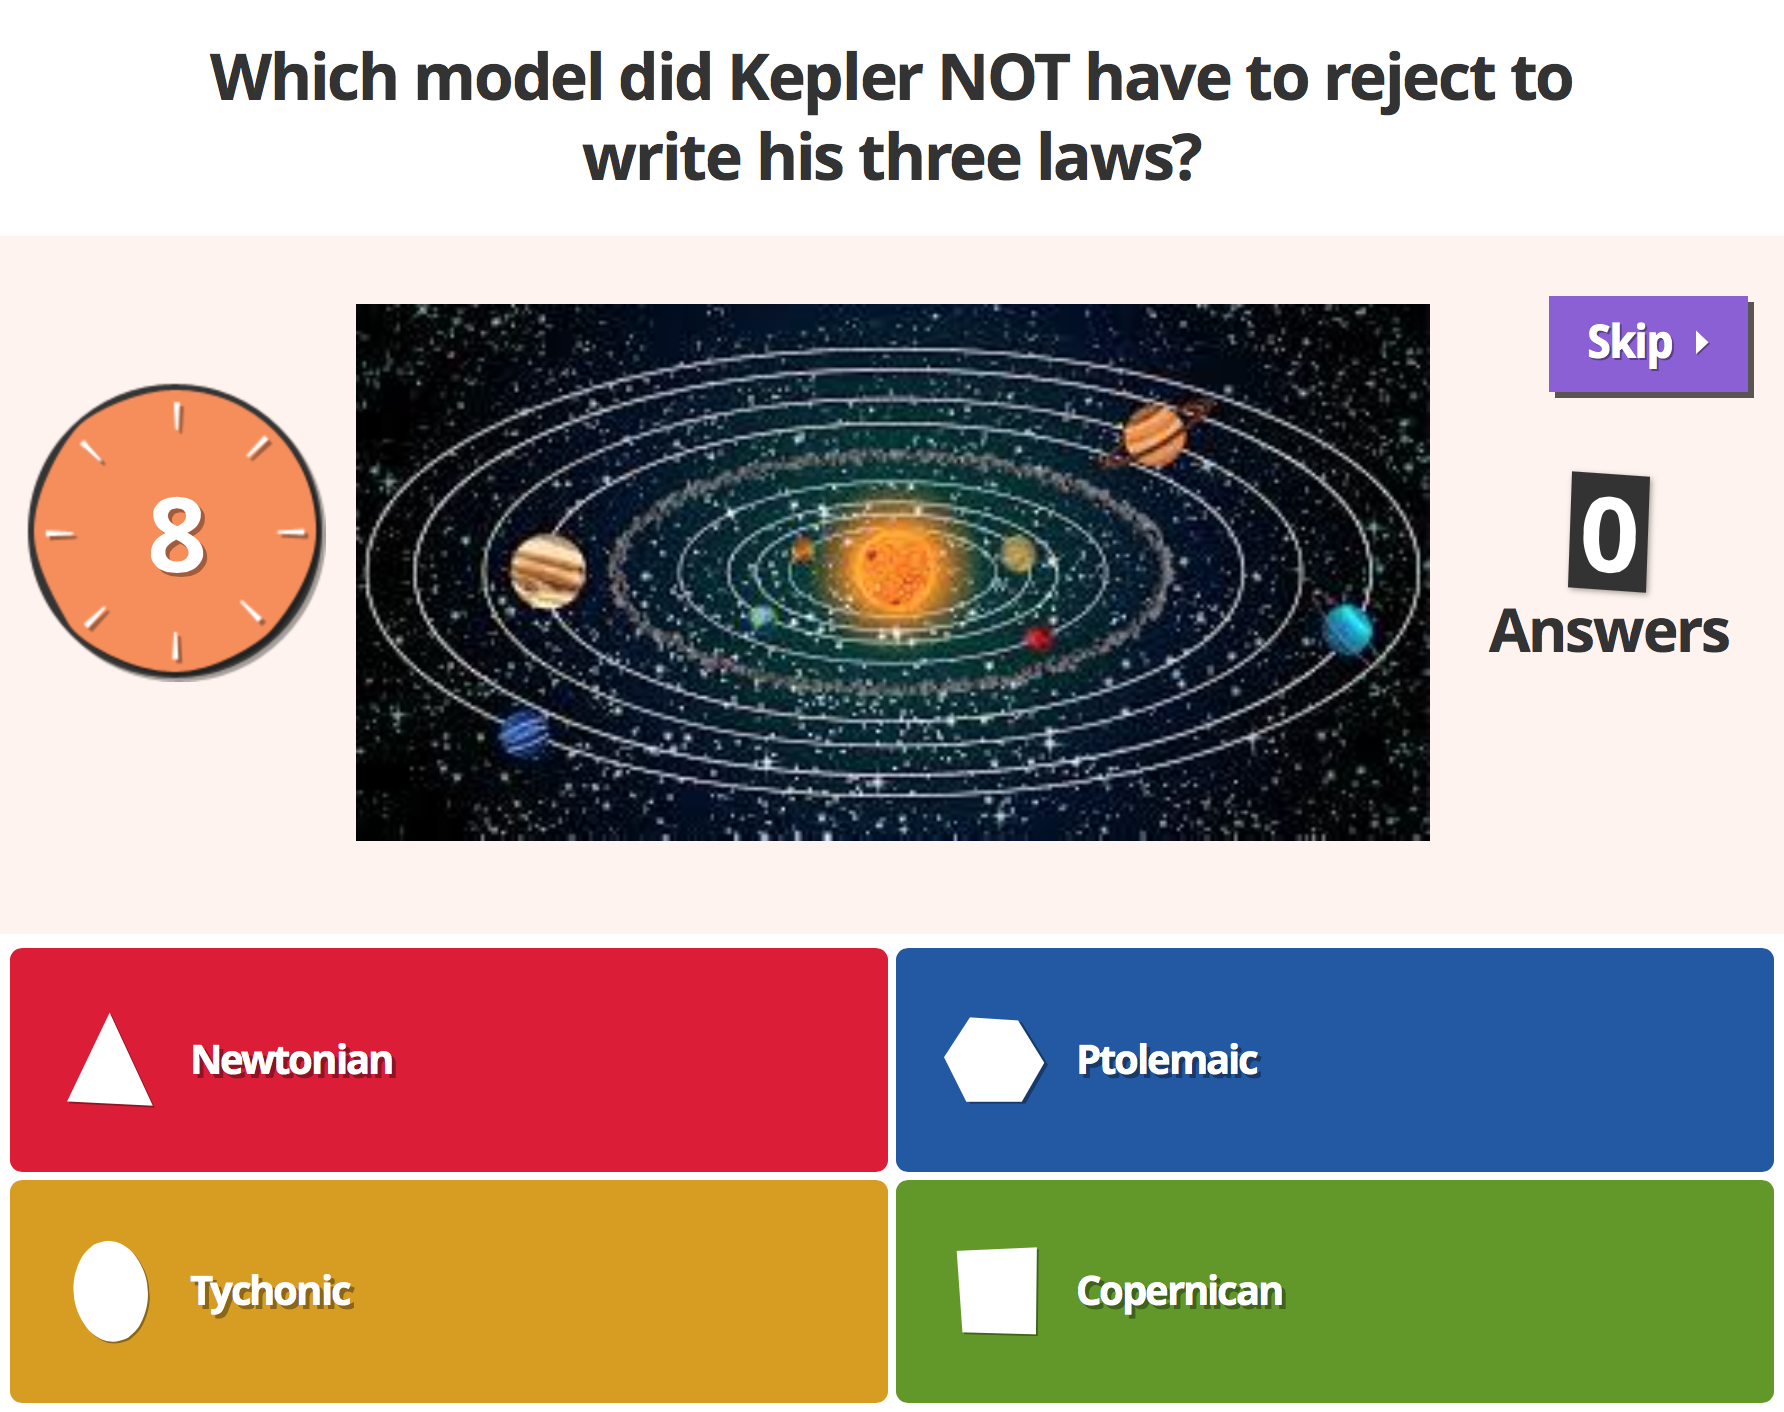 Which model did Kepler NOT have to reject to
write his three laws?
Skip
8
0
Answers
Newtonian
Ptolemaic
Tychonic
Copernican